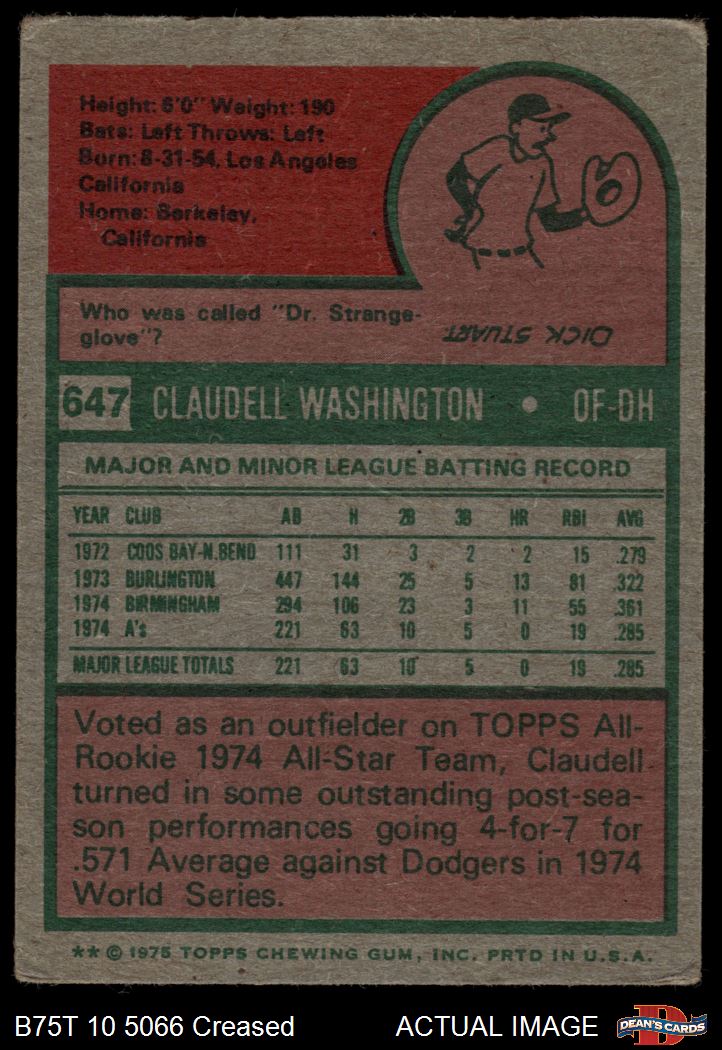 Height: 6'0" Weight: 190
Bats: Left Throws: Left
Born: 8-31-54, Los Angeles
California
Home: Berkeley,
California
Who was called "Dr. Strange-
glove"?
DICK STUART
647 CLAUDELL WASHINGTON • OF-DH
MAJOR AND MINOR LEAGUE BATTING RECORD
YEAR CLUB AB H 2B 3B HR RBI AVG
1972 COOS BAY-N.BEND 111 31 3 2 2 15 .279
1973 BURLINGTON 447 144 25 5 13 81 .322
1974 BIRMINGHAM 294 106 23 3 11 55 .361
1974 A's 221 63 10 5 0 19 .285
MAJOR LEAGUE TOTALS 221 63 10 5 0 19 .285
Voted as an outfielder on TOPPS All-
Rookie 1974 All-Star Team, Claudell
turned in some outstanding post-sea-
son performances going 4-for-7 for
.571 Average against Dodgers in 1974
World Series.
** © 1975 TOPPS CHEWING GUM, INC. PRTD IN U.S.A.
B75T 10 5066 Creased ACTUAL IMAGE DEAN'S CARDS